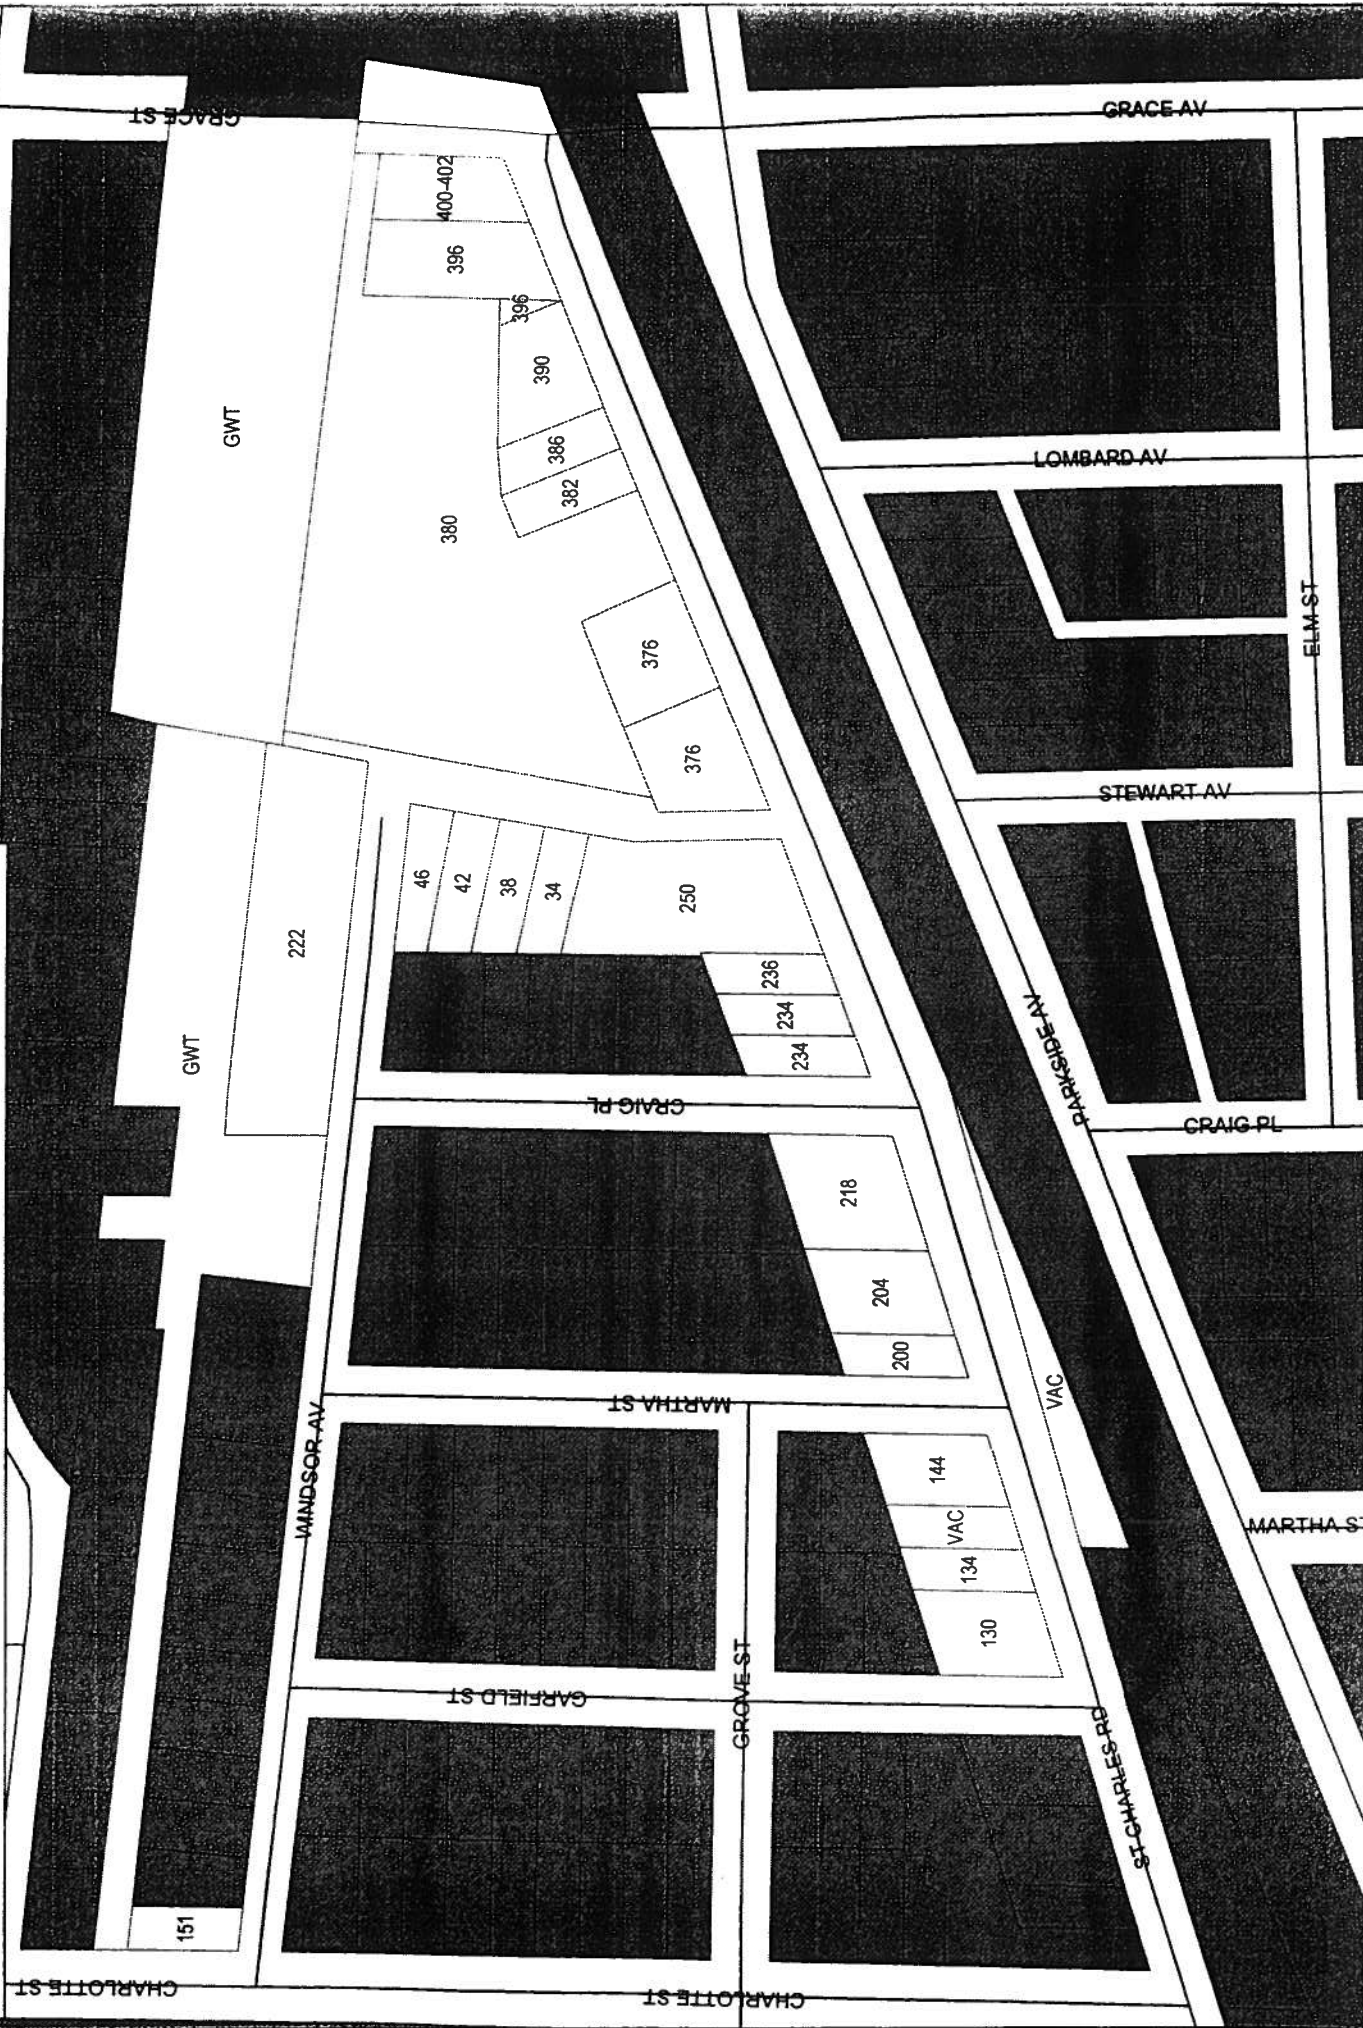 GRACE ST
GRACE AV
400-402
396
396
390
386
382
380
GWT
376
376
LOMBARD AV
ELM ST
STEWART AV
46
42
38
34
250
222
GWT
236
234
234
PARKSIDE AV
CRAIG PL
CRAIG PL
218
204
200
MARTHA ST
VAC
WINDSOR AV
144
VAC
134
130
MARTHA ST
GARFIELD ST
GROVE ST
ST CHARLES RD
151
CHARLOTTE ST
CHARLOTTE ST